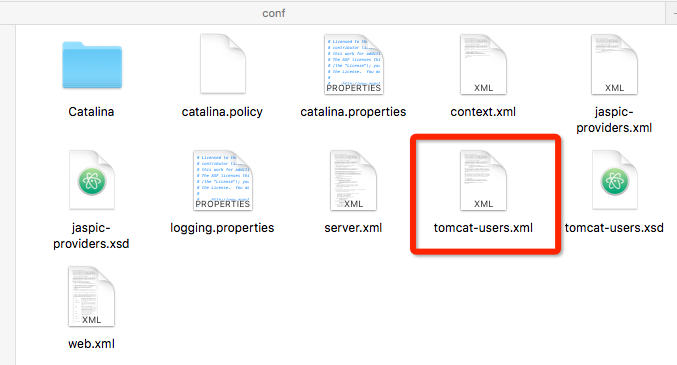 conf
Catalina
catalina.policy
catalina.properties
context.xml
jaspic-
providers.xml
jaspic-
providers.xsd
logging.properties
server.xml
tomcat-users.xml
tomcat-users.xsd
web.xml
PROPERTIES
XML
XML
PROPERTIES
XML
XML
XML